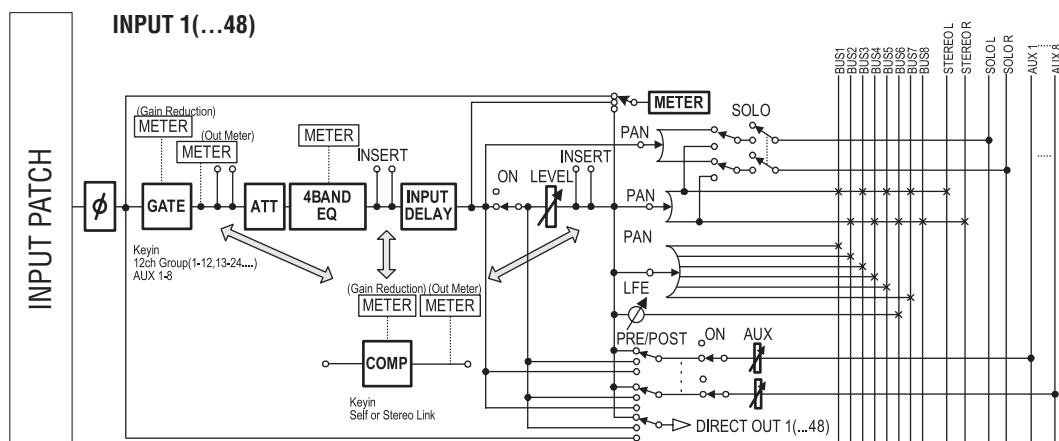 INPUT 1(...48)
INPUT PATCH
ϕ
(Gain Reduction)
METER
(Out Meter)
METER
GATE
Keyin
12ch Group(1-12,13-24....)
AUX 1-8
ATT
METER
4BAND
EQ
INSERT
INPUT
DELAY
(Gain Reduction)
METER
(Out Meter)
METER
COMP
Keyin
Self or Stereo Link
ON
LEVEL
INSERT
METER
PAN
SOLO
PAN
PAN
LFE
PRE/POST
ON
AUX
DIRECT OUT 1(...48)
BUS1
BUS2
BUS3
BUS4
BUS5
BUS6
BUS7
BUS8
STEREO L
STEREO R
SOLO L
SOLO R
AUX 1
AUX 8